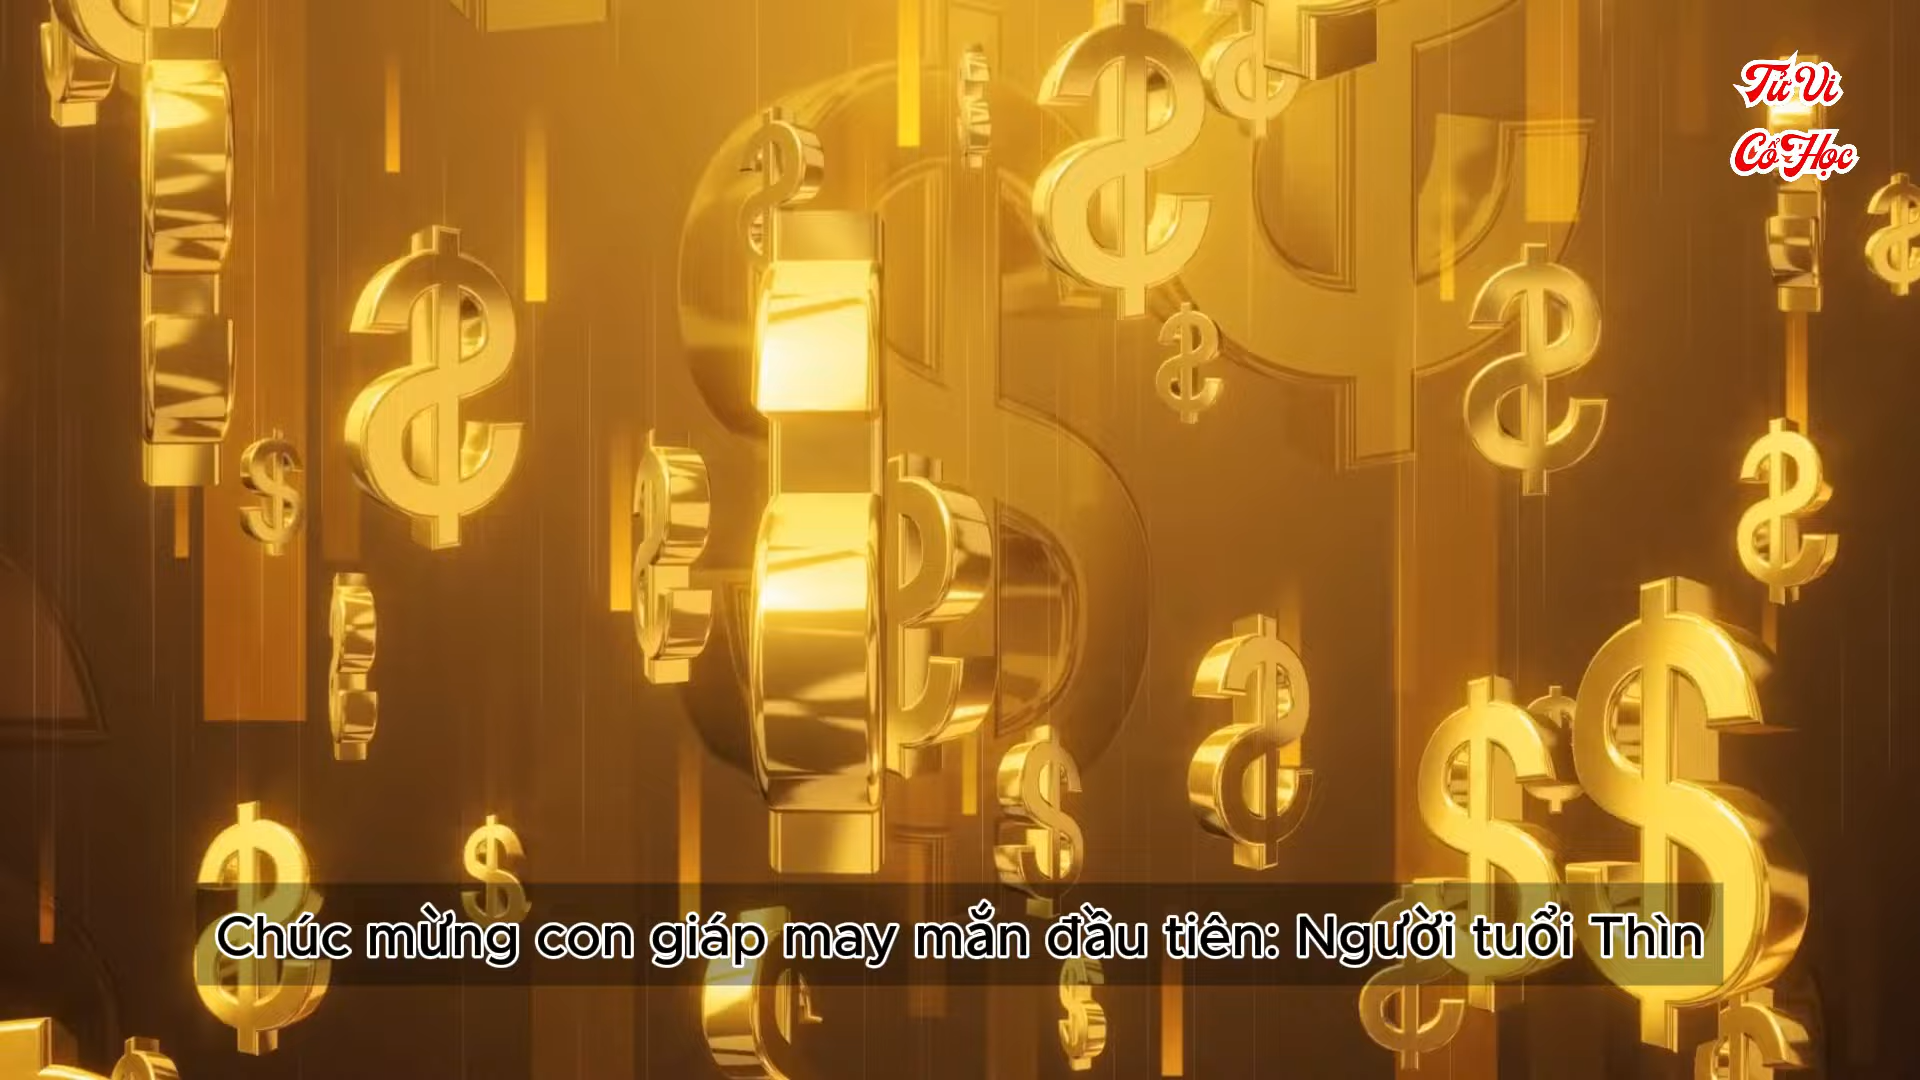 Tử Vi
Cổ Học
Chúc mừng con giáp may mắn đầu tiên: Người tuổi Thìn